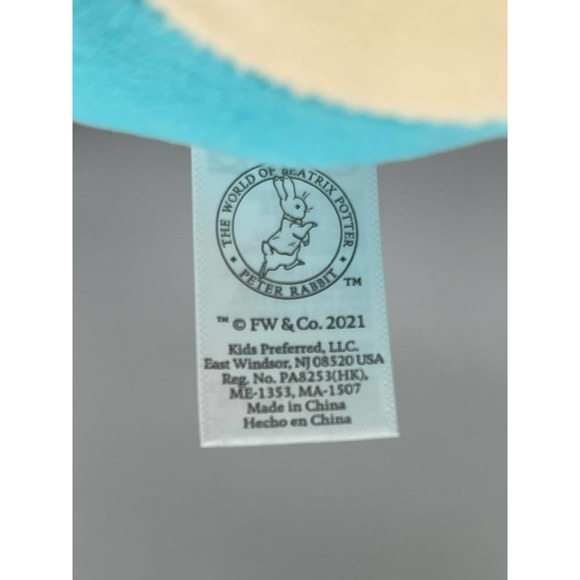 THE WORLD OF BEATRIX POTTER
• PETER RABBIT •
™
™ © FW & Co. 2021
Kids Preferred, LLC.
East Windsor, NJ 08520 USA
Reg. No. PA8253(HK),
ME-1353, MA-1507
Made in China
Hecho en China